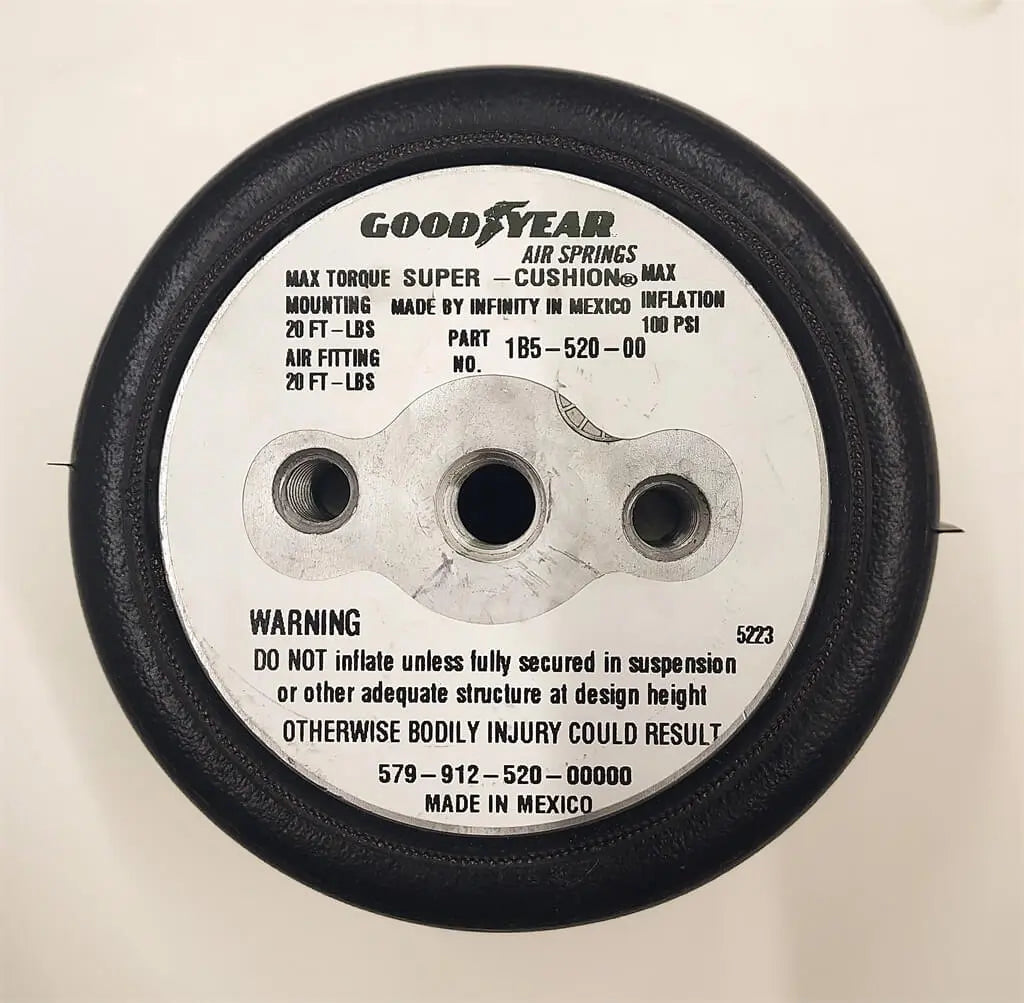 GOODYEAR
AIR SPRINGS
MAX TORQUE
MOUNTING
20 FT-LBS
AIR FITTING
20 FT-LBS
SUPER-CUSHION®
MADE BY INFINITY IN MEXICO
PART NO. 1B5-520-00
MAX
INFLATION
100 PSI
WARNING
5223
DO NOT inflate unless fully secured in suspension
or other adequate structure at design height
OTHERWISE BODILY INJURY COULD RESULT
579-912-520-00000
MADE IN MEXICO